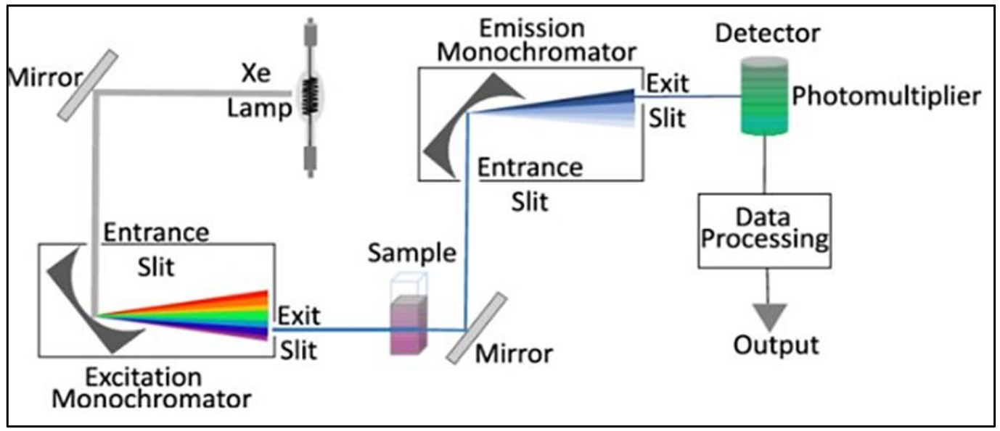 Mirror
Xe
Lamp
Entrance
Slit
Exit
Slit
Excitation
Monochromator
Sample
Mirror
Emission
Monochromator
Entrance
Slit
Exit
Slit
Detector
Photomultiplier
Data
Processing
Output